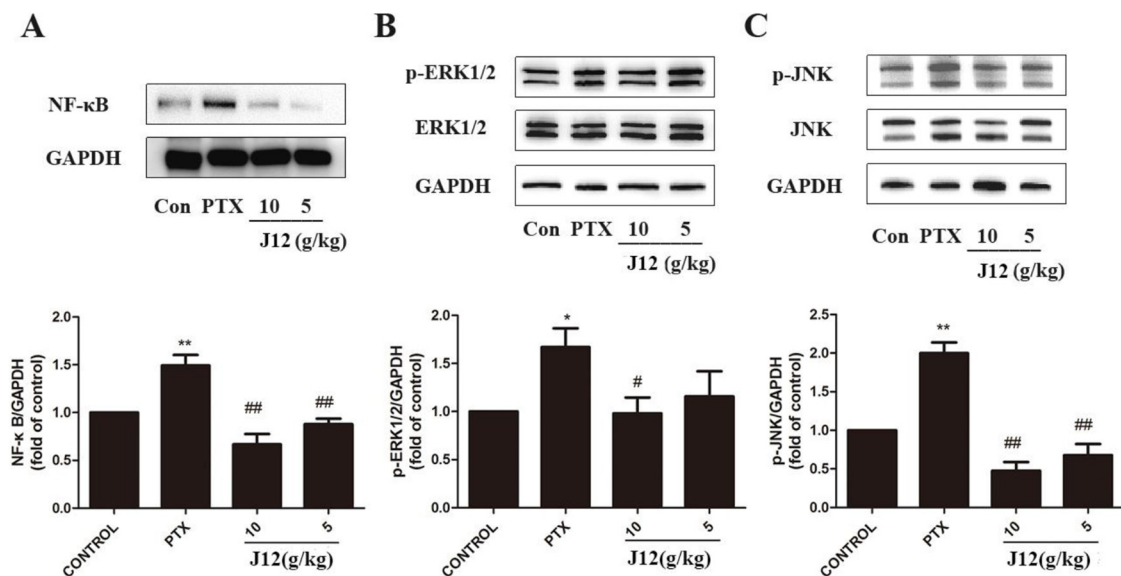 A
B
C
NF-κB
GAPDH
Con PTX 10 5
J12 (g/kg)
p-ERK1/2
ERK1/2
GAPDH
Con PTX 10 5
J12 (g/kg)
p-JNK
JNK
GAPDH
Con PTX 10 5
J12 (g/kg)
NF-κ B/GAPDH
(fold of control)
2.0
1.5
1.0
0.5
0.0
**
##
##
CONTROL
PTX
10
5
J12(g/kg)
p-ERK1/2/GAPDH
(fold of control)
2.0
1.5
1.0
0.5
0.0
*
#
CONTROL
PTX
10
5
J12(g/kg)
p-JNK/GAPDH
(fold of control)
2.5
2.0
1.5
1.0
0.5
0.0
**
##
##
CONTROL
PTX
10
5
J12(g/kg)